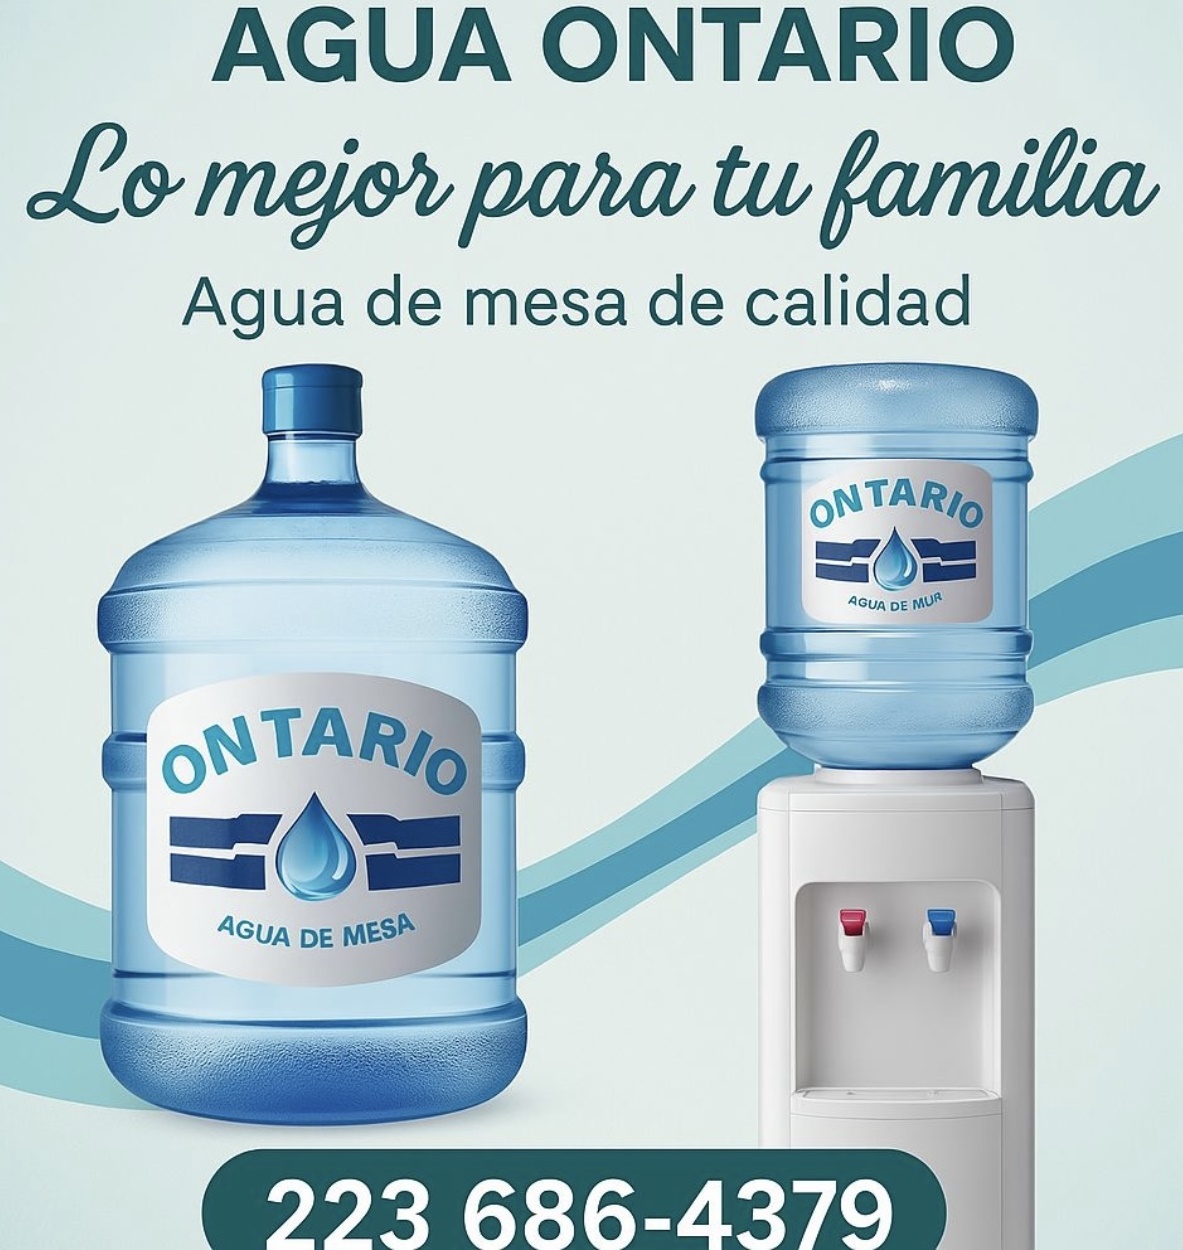 AGUA ONTARIO
Lo mejor para tu familia
Agua de mesa de calidad
ONTARIO
AGUA DE MESA
ONTARIO
AGUA DE MUR
223 686-4379